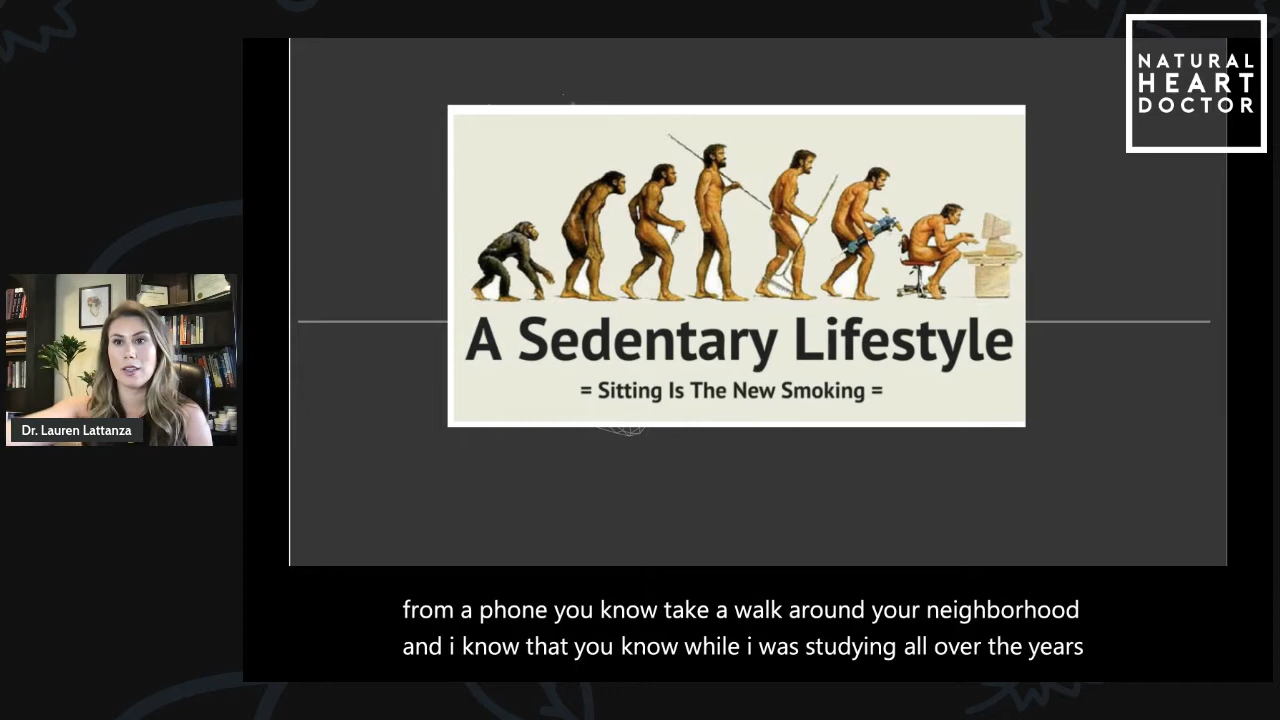 NATURAL
HEART
DOCTOR
A Sedentary Lifestyle
= Sitting Is The New Smoking =
Dr. Lauren Lattanza
from a phone you know take a walk around your neighborhood
and i know that you know while i was studying all over the years